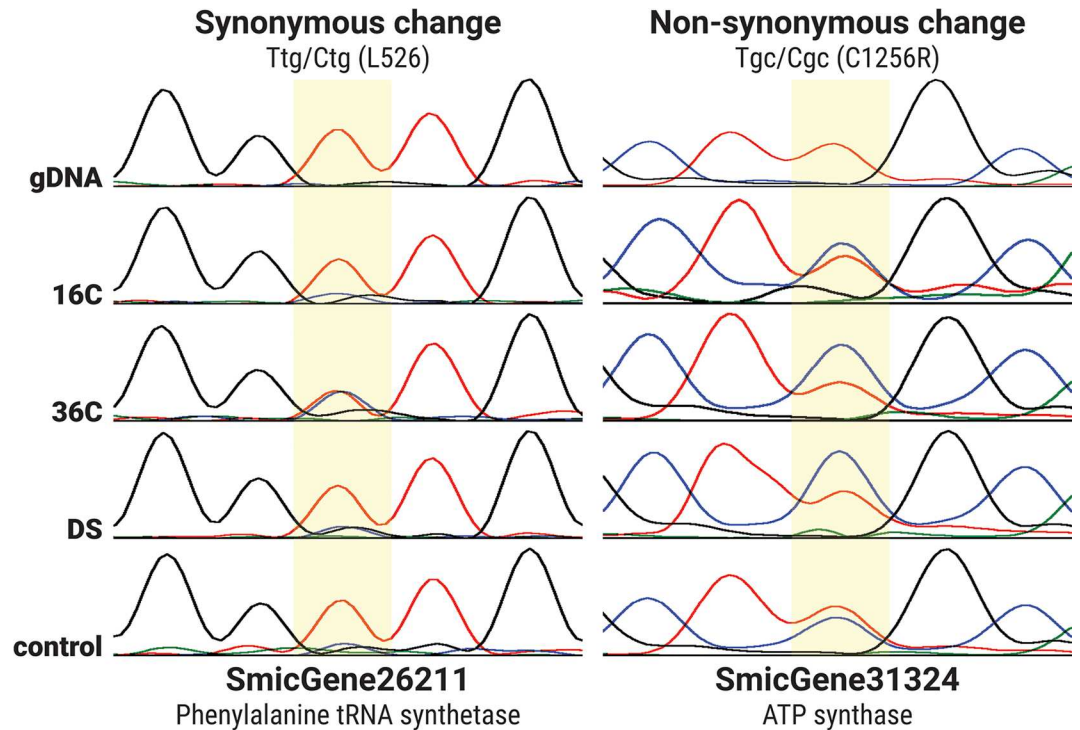 Synonymous change
Ttg/Ctg (L526)
Non-synonymous change
Tgc/Cgc (C1256R)
gDNA
16C
36C
DS
control
SmicGene26211
Phenylalanine tRNA synthetase
SmicGene31324
ATP synthase